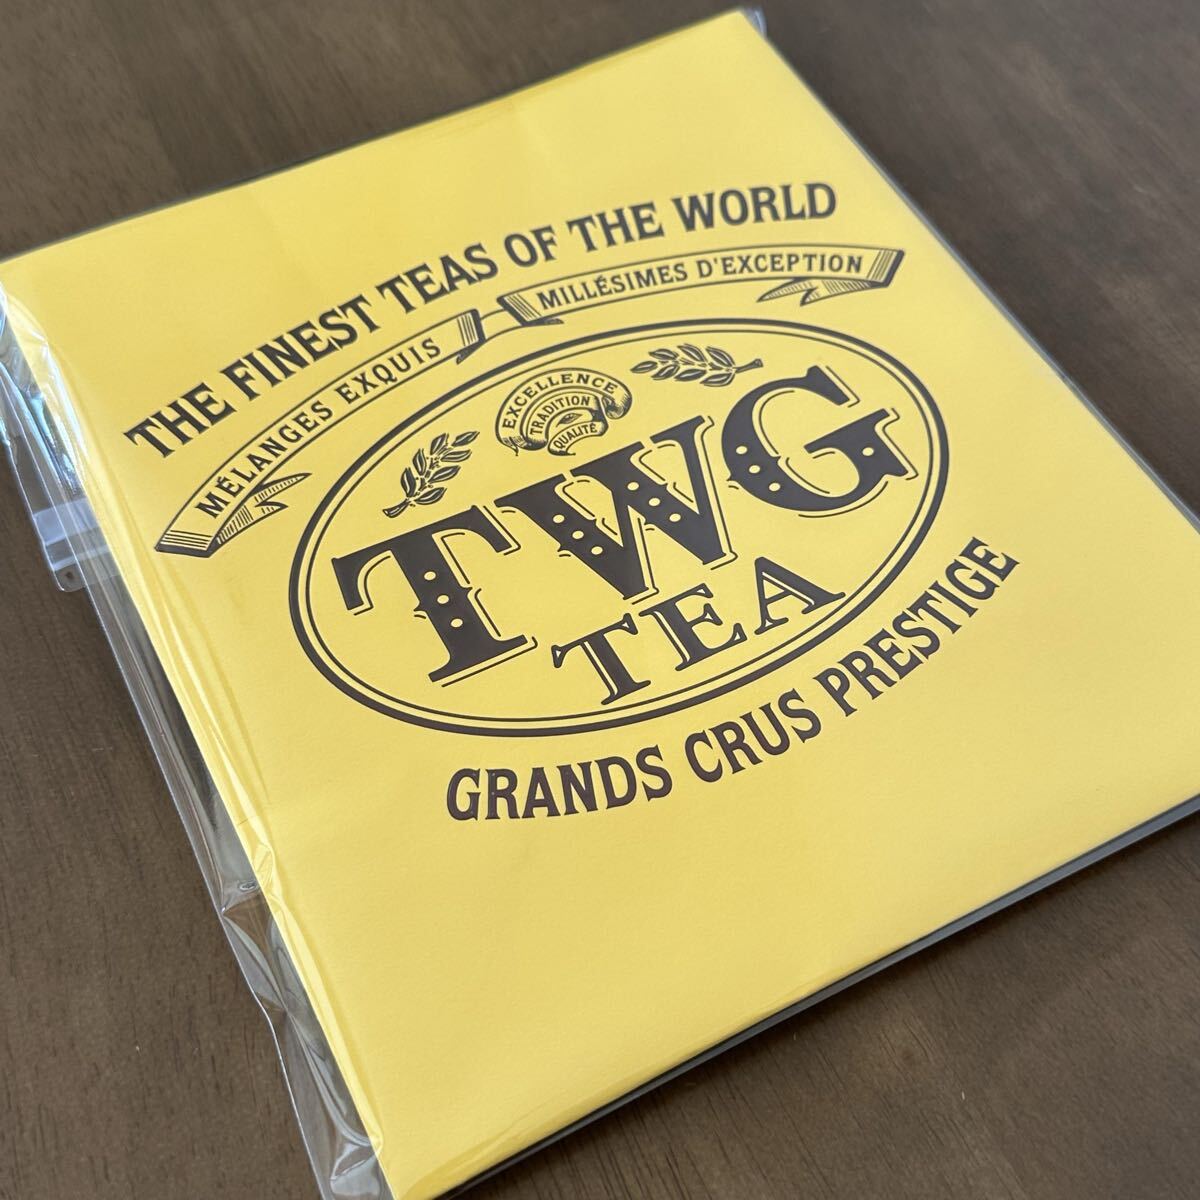 THE FINEST TEAS OF THE WORLD
MÉLANGES EXQUIS MILLÉSIMES D'EXCEPTION
EXCELLENCE
TRADITION
QUALITÉ
TWG
TEA
GRANDS CRUS PRESTIGE